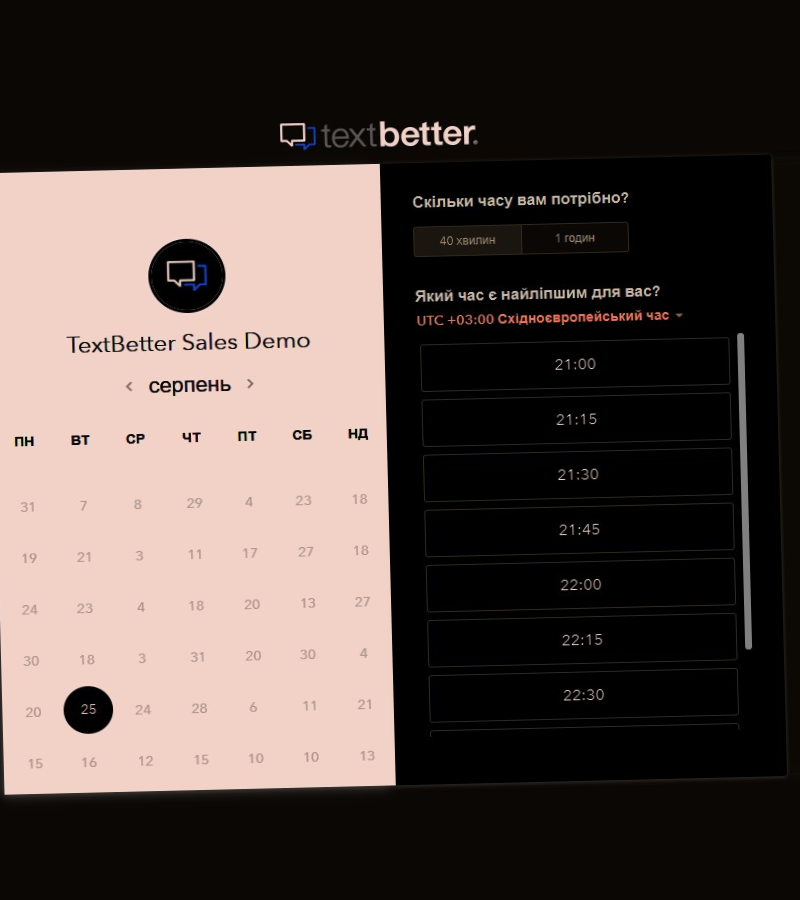 textbetter.
TextBetter Sales Demo
серпень
ПН ВТ СР ЧТ ПТ СБ НД
31 7 8 29 4 23 18
19 21 3 11 17 27 18
24 23 4 18 20 13 27
30 18 3 31 20 30 4
20 25 24 28 6 11 21
15 16 12 15 10 10 13
Скільки часу вам потрібно?
40 хвилин 1 годин
Який час є найліпшим для вас?
UTC +03:00 Східноєвропейський час
21:00
21:15
21:30
21:45
22:00
22:15
22:30